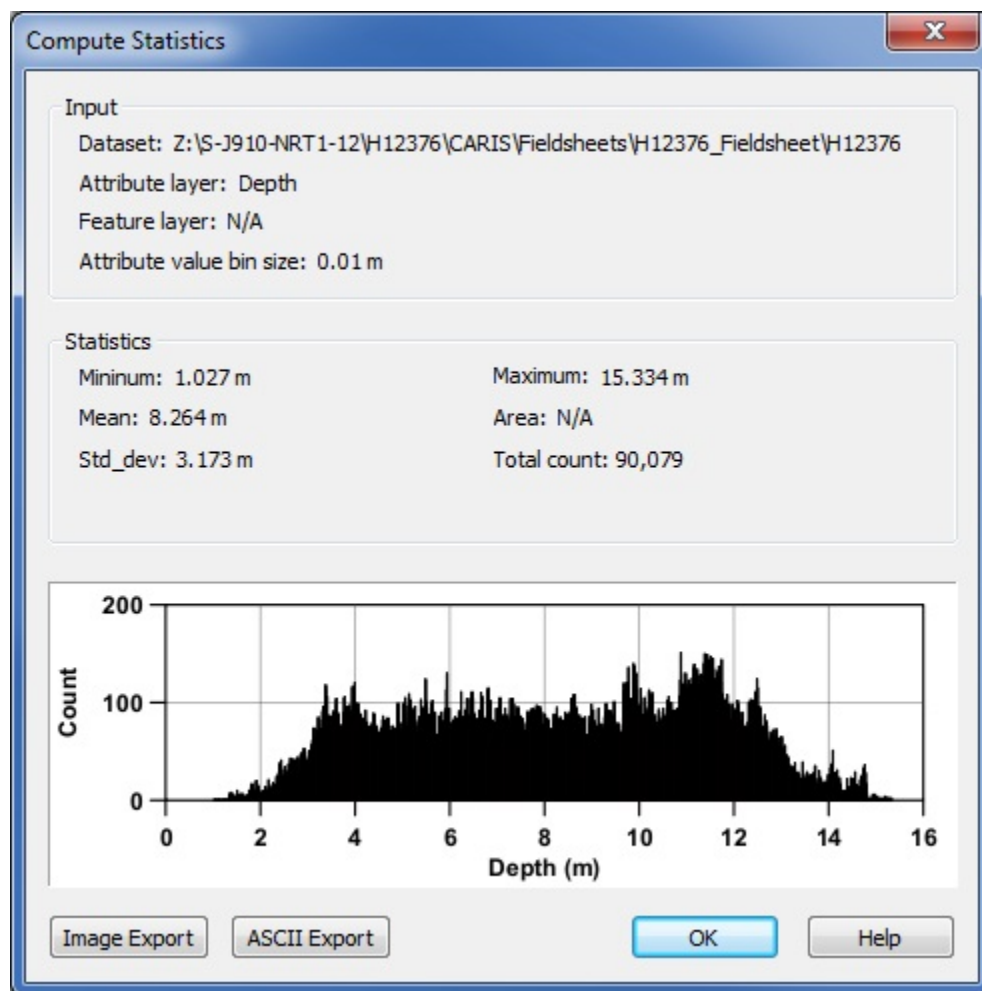 Compute Statistics
Input
Dataset: Z:\S-J910-NRT1-12\H12376\CARIS\Fieldsheets\H12376_Fieldsheet\H12376
Attribute layer: Depth
Feature layer: N/A
Attribute value bin size: 0.01 m
Statistics
Mininum: 1.027 m
Maximum: 15.334 m
Mean: 8.264 m
Area: N/A
Std_dev: 3.173 m
Total count: 90,079
200
100
0
Count
0 2 4 6 8 10 12 14 16
Depth (m)
Image Export
ASCII Export
OK
Help